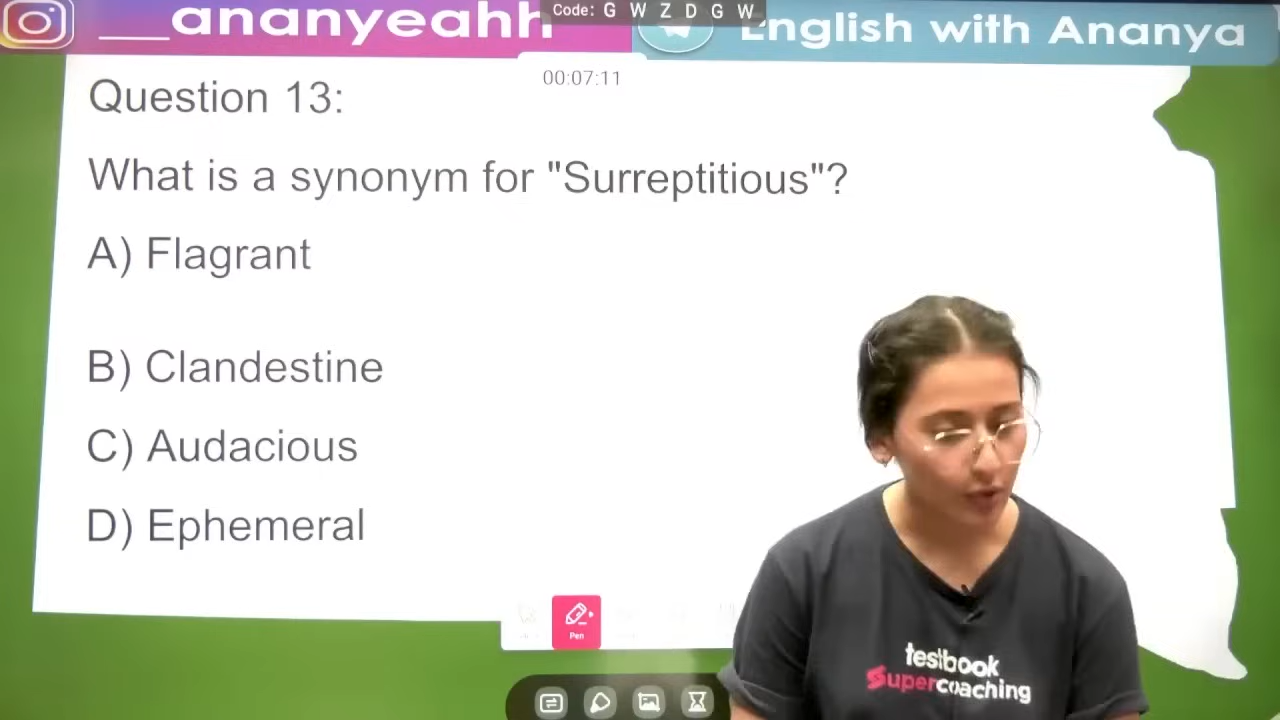 ___ananyeahh
Code: G W Z D G W
English with Ananya
00:07:11
Question 13:
What is a synonym for "Surreptitious"?
A) Flagrant
B) Clandestine
C) Audacious
D) Ephemeral
Pen
testbook
Supercoaching